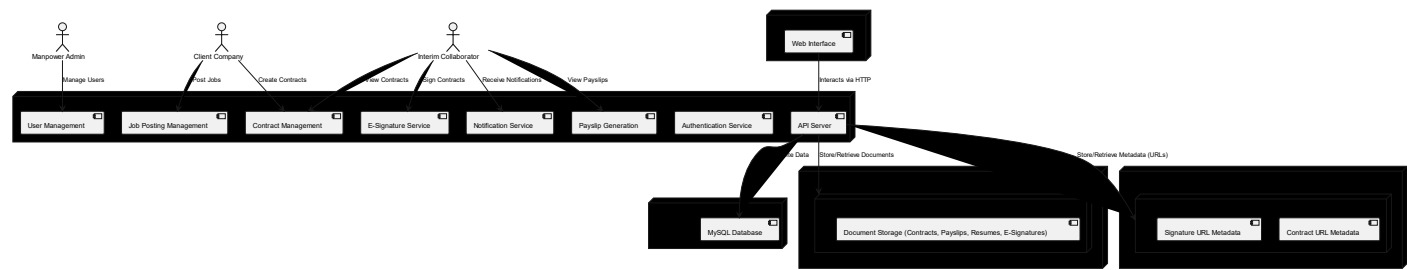 Web Interface
Manpower Admin
Client Company
Interim Collaborator
Manage Users
Post Jobs
Create Contracts
View Contracts
Sign Contracts
Receive Notifications
View Payslips
Interacts via HTTP
User Management
Job Posting Management
Contract Management
E-Signature Service
Notification Service
Payslip Generation
Authentication Service
API Server
Data
Store/Retrieve Documents
Store/Retrieve Metadata (URLs)
MySQL Database
Document Storage (Contracts, Payslips, Resumes, E-Signatures)
Signature URL Metadata
Contract URL Metadata